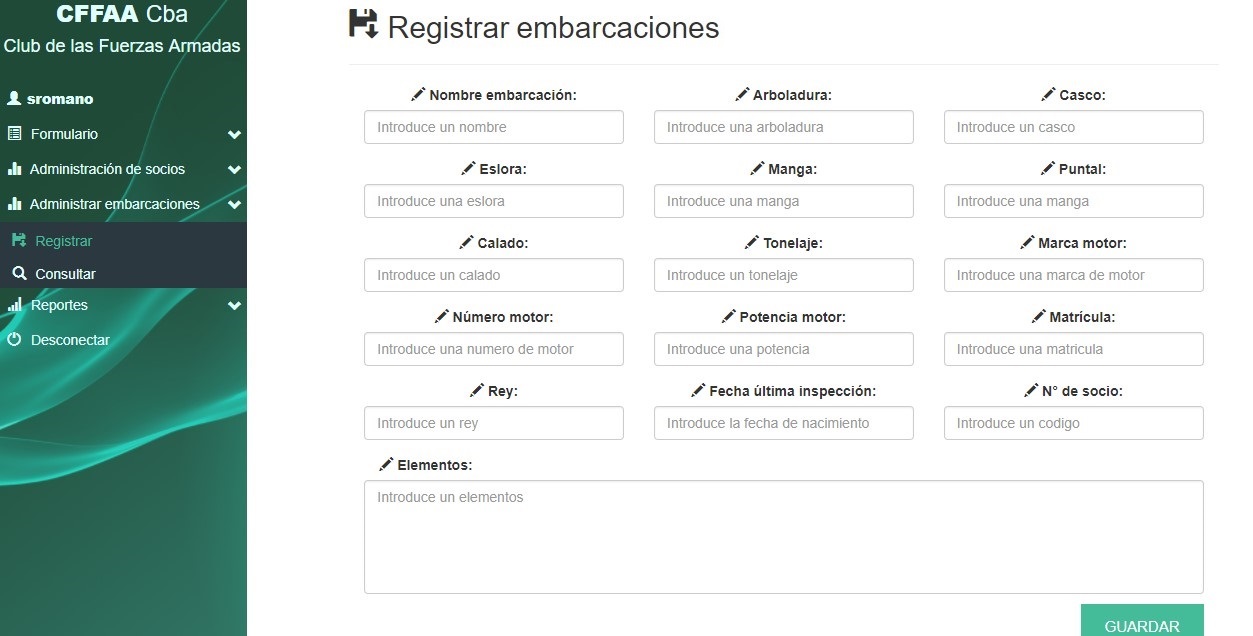 CFFAA Cba
Club de las Fuerzas Armadas
sromano
Formulario
Administración de socios
Administrar embarcaciones
Registrar
Consultar
Reportes
Desconectar
Registrar embarcaciones
Nombre embarcación: Arboladura: Casco:
Introduce un nombre Introduce una arboladura Introduce un casco
Eslora: Manga: Puntal:
Introduce una eslora Introduce una manga Introduce una manga
Calado: Tonelaje: Marca motor:
Introduce un calado Introduce un tonelaje Introduce una marca de motor
Número motor: Potencia motor: Matrícula:
Introduce una numero de motor Introduce una potencia Introduce una matricula
Rey: Fecha última inspección: N° de socio:
Introduce un rey Introduce la fecha de nacimiento Introduce un codigo
Elementos:
Introduce un elementos
GUARDAR